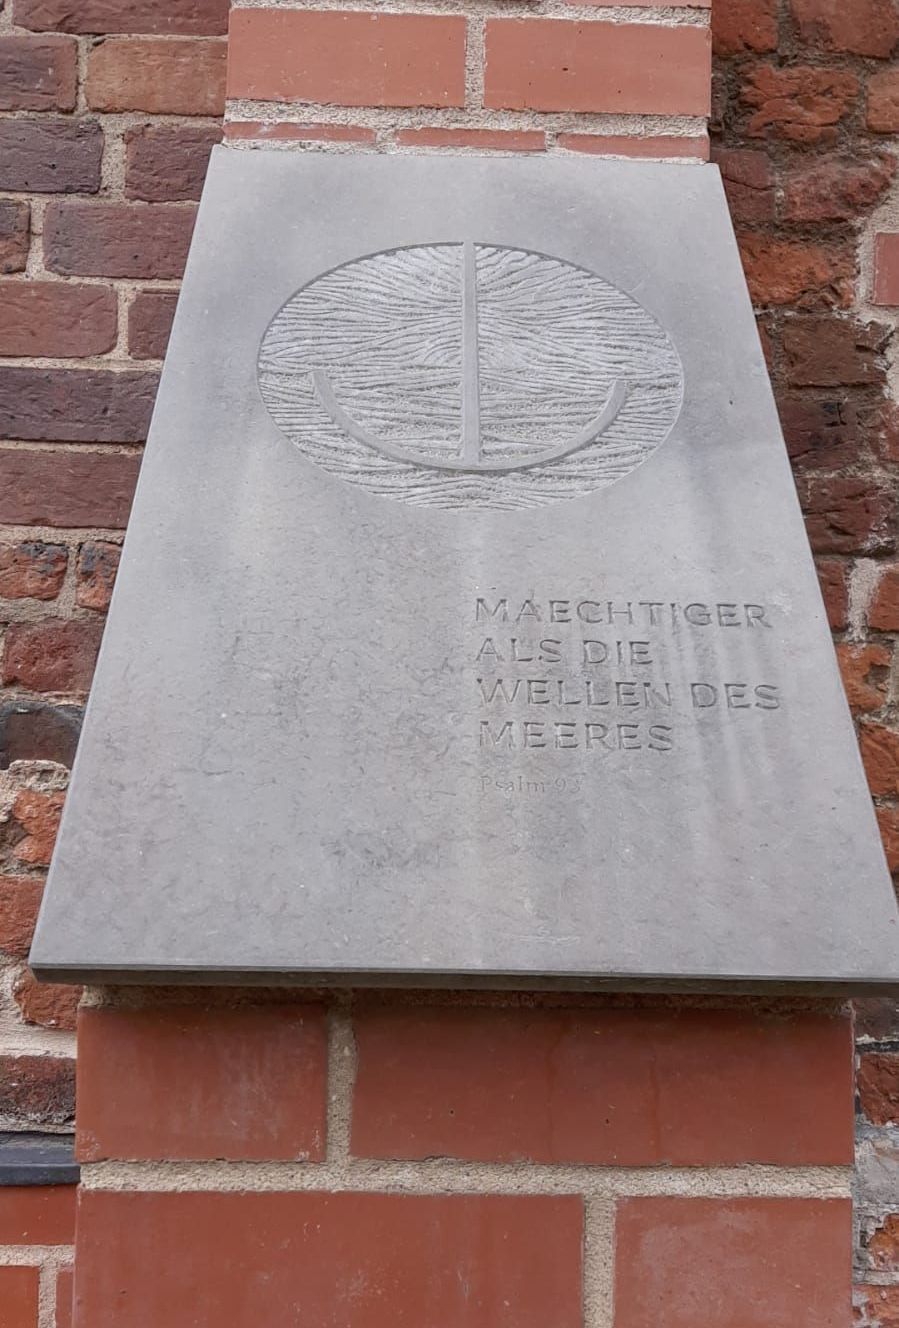 MAECHTIGER
ALS DIE
WELLEN DES
MEERES
Psalm 93